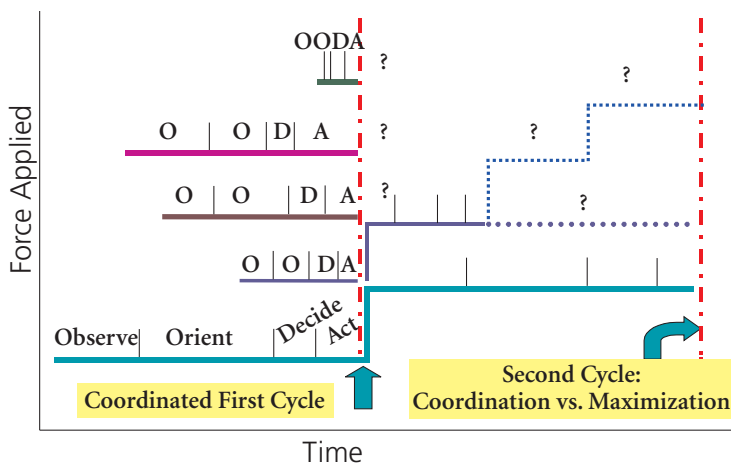 OODA
?
?
O O D A
?
?
O O D A
?
?
O O D A
Observe Orient Decide Act
Coordinated First Cycle
Second Cycle:
Coordination vs. Maximization
Force Applied
Time